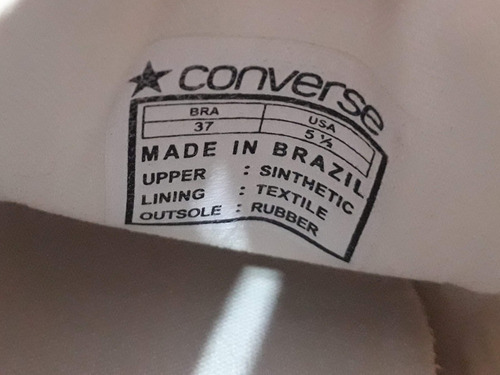 ★ converse
BRA USA
37 5 ½
MADE IN BRAZIL
UPPER : SINTHETIC
LINING : TEXTILE
OUTSOLE : RUBBER